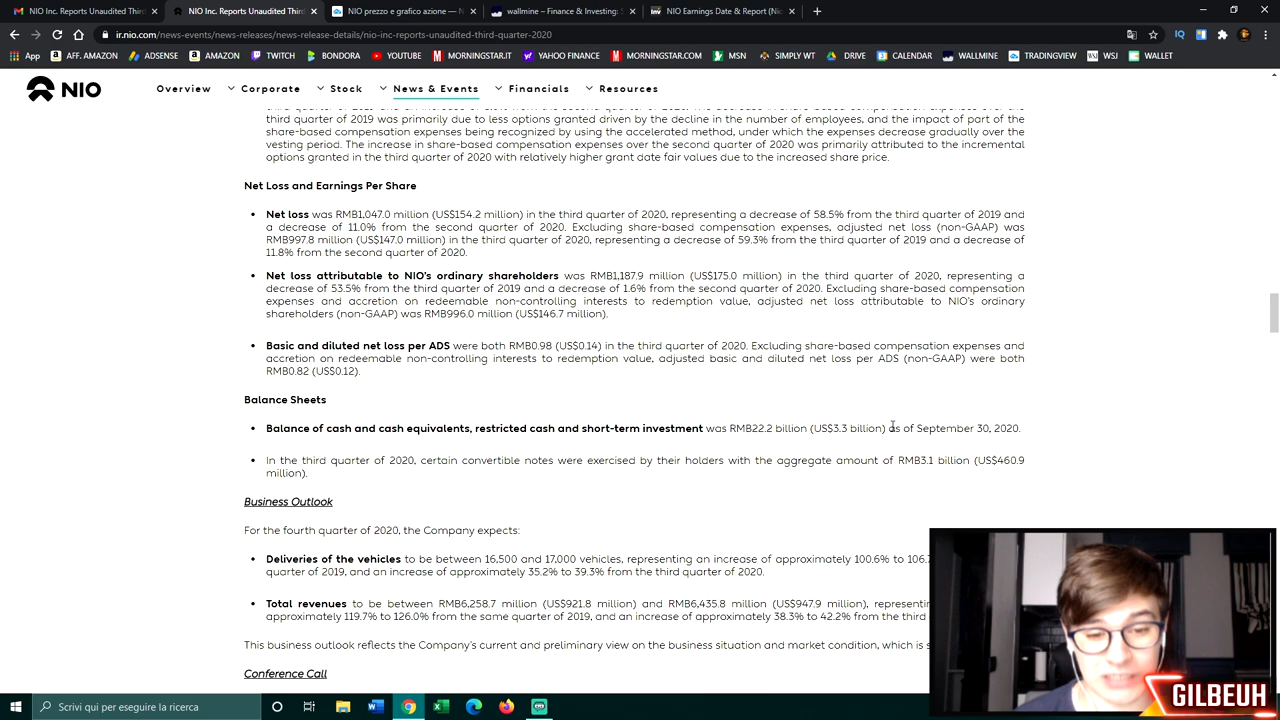 NIO Inc. Reports Unaudited Third
NIO Inc. Reports Unaudited Third
NIO prezzo e grafico azione — N
wallmine – Finance & Investing: S
NIO Earnings Date & Report (Nio
ir.nio.com/news-events/news-releases/news-release-details/nio-inc-reports-unaudited-third-quarter-2020
App AFF. AMAZON ADSENSE AMAZON TWITCH BONDORA YOUTUBE MORNINGSTAR.IT YAHOO FINANCE MORNINGSTAR.COM MSN SIMPLY WT DRIVE CALENDAR WALLMINE TRADINGVIEW WSJ WALLET
NIO Overview Corporate Stock News & Events Financials Resources
third quarter of 2019 was primarily due to less options granted driven by the decline in the number of employees, and the impact of part of the
share-based compensation expenses being recognized by using the accelerated method, under which the expenses decrease gradually over the
vesting period. The increase in share-based compensation expenses over the second quarter of 2020 was primarily attributed to the incremental
options granted in the third quarter of 2020 with relatively higher grant date fair values due to the increased share price.
Net Loss and Earnings Per Share
• Net loss was RMB1,047.0 million (US$154.2 million) in the third quarter of 2020, representing a decrease of 58.5% from the third quarter of 2019 and
a decrease of 11.0% from the second quarter of 2020. Excluding share-based compensation expenses, adjusted net loss (non-GAAP) was
RMB997.8 million (US$147.0 million) in the third quarter of 2020, representing a decrease of 59.3% from the third quarter of 2019 and a decrease of
11.8% from the second quarter of 2020.
• Net loss attributable to NIO's ordinary shareholders was RMB1,187.9 million (US$175.0 million) in the third quarter of 2020, representing a
decrease of 53.5% from the third quarter of 2019 and a decrease of 1.6% from the second quarter of 2020. Excluding share-based compensation
expenses and accretion on redeemable non-controlling interests to redemption value, adjusted net loss attributable to NIO's ordinary
shareholders (non-GAAP) was RMB996.0 million (US$146.7 million).
• Basic and diluted net loss per ADS were both RMB0.98 (US$0.14) in the third quarter of 2020. Excluding share-based compensation expenses and
accretion on redeemable non-controlling interests to redemption value, adjusted basic and diluted net loss per ADS (non-GAAP) were both
RMB0.82 (US$0.12).
Balance Sheets
• Balance of cash and cash equivalents, restricted cash and short-term investment was RMB22.2 billion (US$3.3 billion) as of September 30, 2020.
• In the third quarter of 2020, certain convertible notes were exercised by their holders with the aggregate amount of RMB3.1 billion (US$460.9
million).
Business Outlook
For the fourth quarter of 2020, the Company expects:
• Deliveries of the vehicles to be between 16,500 and 17,000 vehicles, representing an increase of approximately 100.6% to 106.
quarter of 2019, and an increase of approximately 35.2% to 39.3% from the third quarter of 2020.
• Total revenues to be between RMB6,258.7 million (US$921.8 million) and RMB6,435.8 million (US$947.9 million),
approximately 119.7% to 126.0% from the same quarter of 2019, and an increase of approximately 38.3% to 42.2% from the third
This business outlook reflects the Company's current and preliminary view on the business situation and market condition, which is
Conference Call
GILBEUH
Scrivi qui per eseguire la ricerca